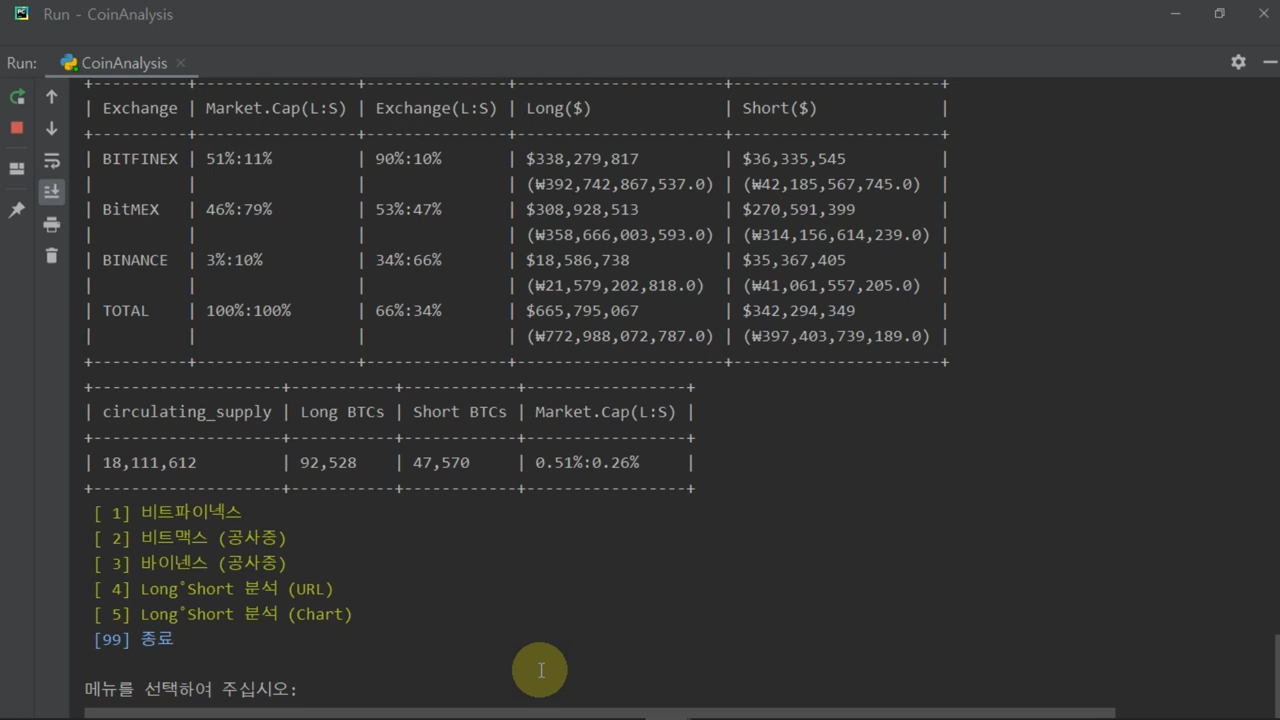 Run - CoinAnalysis
Run: CoinAnalysis
| Exchange | Market.Cap(L:S) | Exchange(L:S) | Long($) | Short($) |
| BITFINEX | 51%:11% | 90%:10% | $338,279,817 | $36,335,545 |
| | | | (₩392,742,867,537.0) | (₩42,185,567,745.0) |
| BitMEX | 46%:79% | 53%:47% | $308,928,513 | $270,591,399 |
| | | | (₩358,666,003,593.0) | (₩314,156,614,239.0) |
| BINANCE | 3%:10% | 34%:66% | $18,586,738 | $35,367,405 |
| | | | (₩21,579,202,818.0) | (₩41,061,557,205.0) |
| TOTAL | 100%:100% | 66%:34% | $665,795,067 | $342,294,349 |
| | | | (₩772,988,072,787.0) | (₩397,403,739,189.0) |
| circulating_supply | Long BTCs | Short BTCs | Market.Cap(L:S) |
| 18,111,612 | 92,528 | 47,570 | 0.51%:0.26% |
[ 1] 비트파이넥스
[ 2] 비트맥스 (공사중)
[ 3] 바이넨스 (공사중)
[ 4] Long˚Short 분석 (URL)
[ 5] Long˚Short 분석 (Chart)
[99] 종료
메뉴를 선택하여 주십시오: